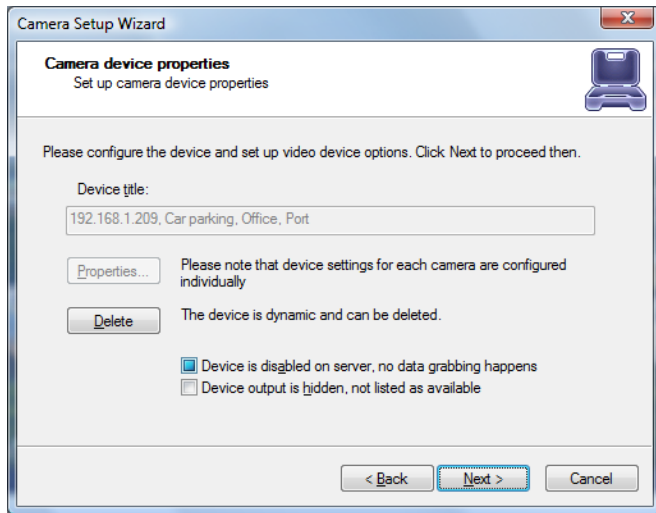 Camera Setup Wizard
Camera device properties
Set up camera device properties
Please configure the device and set up video device options. Click Next to proceed then.
Device title:
192.168.1.209, Car parking, Office, Port
Properties...
Please note that device settings for each camera are configured
individually
Delete
The device is dynamic and can be deleted.
Device is disabled on server, no data grabbing happens
Device output is hidden, not listed as available
< Back
Next >
Cancel